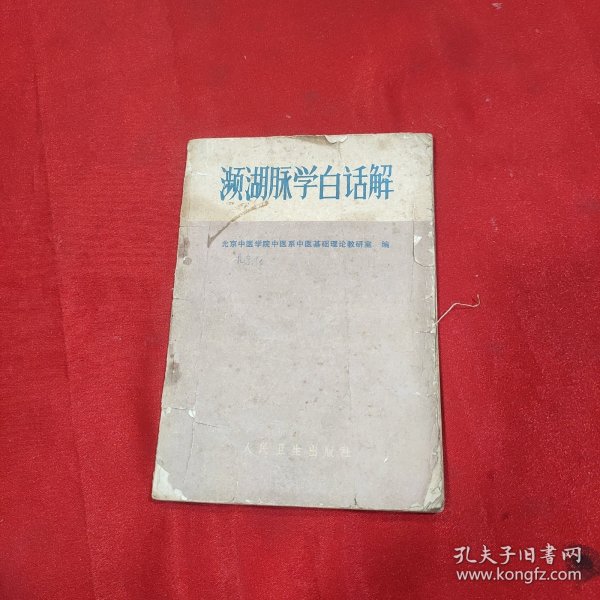 濒湖脉学白话解
北京中医学院中医系中医基础理论教研室 编
人民卫生出版社
孔夫子旧书网
www.kongfz.com